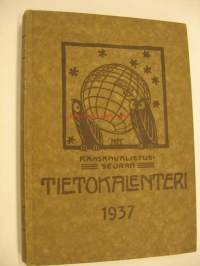 KANSANVALISTUS-
SEURAN
TIETOKALENTERI
1937